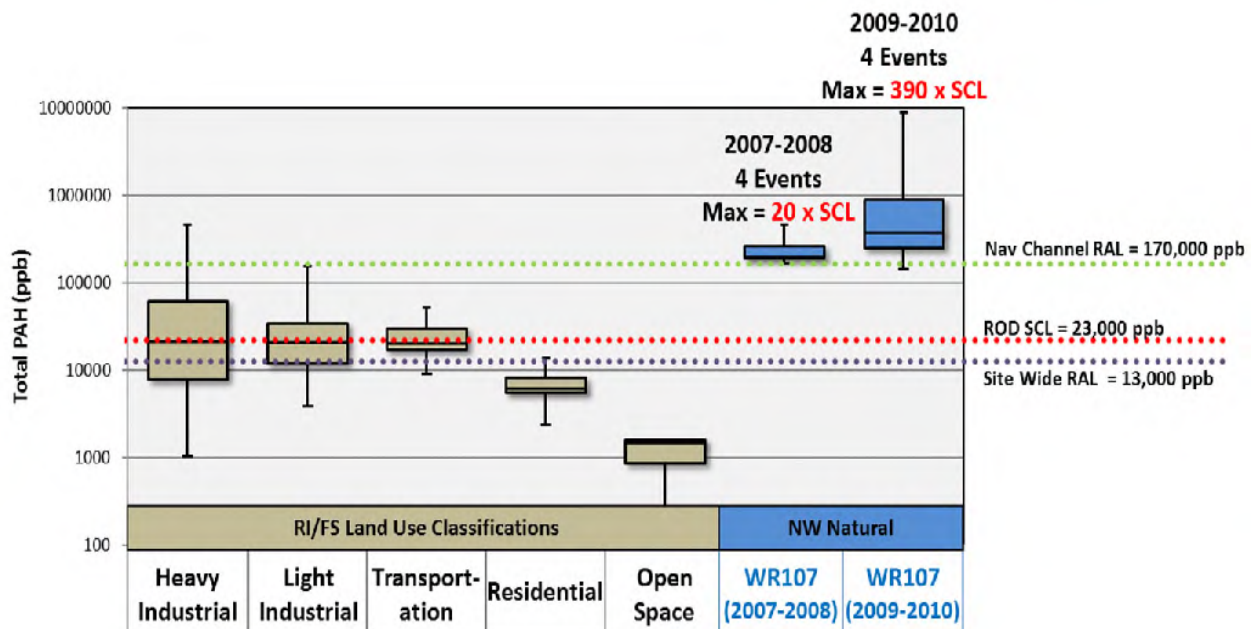 2009-2010
4 Events
Max = 390 x SCL
2007-2008
4 Events
Max = 20 x SCL
Total PAH (ppb)
10000000
1000000
100000
10000
1000
100
Nav Channel RAL = 170,000 ppb
ROD SCL = 23,000 ppb
Site Wide RAL = 13,000 ppb
RI/FS Land Use Classifications
NW Natural
Heavy
Industrial
Light
Industrial
Transport-
ation
Residential
Open
Space
WR107
(2007-2008)
WR107
(2009-2010)